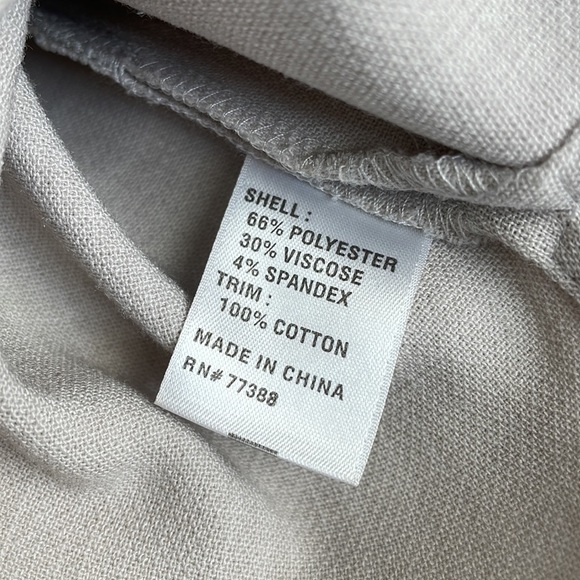 SHELL :
66% POLYESTER
30% VISCOSE
4% SPANDEX
TRIM :
100% COTTON
MADE IN CHINA
RN# 77388